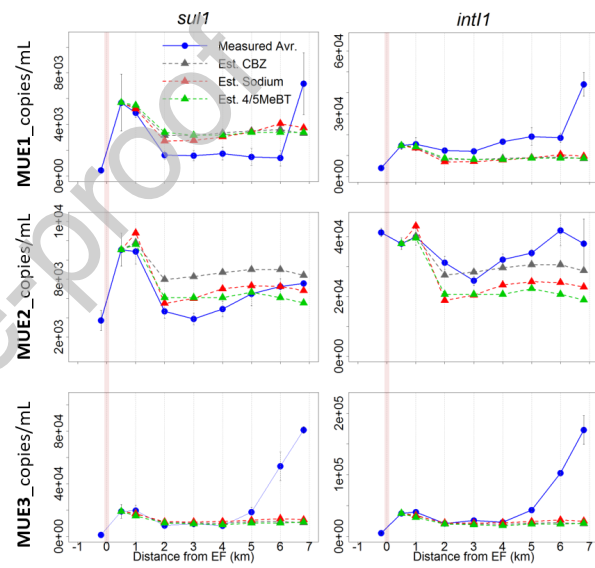 sul1
intI1
Measured Avr.
Est. CBZ
Est. Sodium
Est. 4/5MeBT
MUE1_copies/mL
0e+00 4e+03 8e+03
0e+00 2e+04 4e+04 6e+04
MUE2_copies/mL
2e+03 6e+03 1e+04
0e+00 2e+04 4e+04
MUE3_copies/mL
0e+00 4e+04 8e+04
0e+00 1e+05 2e+05
-1 0 1 2 3 4 5 6 7
-1 0 1 2 3 4 5 6 7
Distance from EF (km)
Distance from EF (km)
e-proof